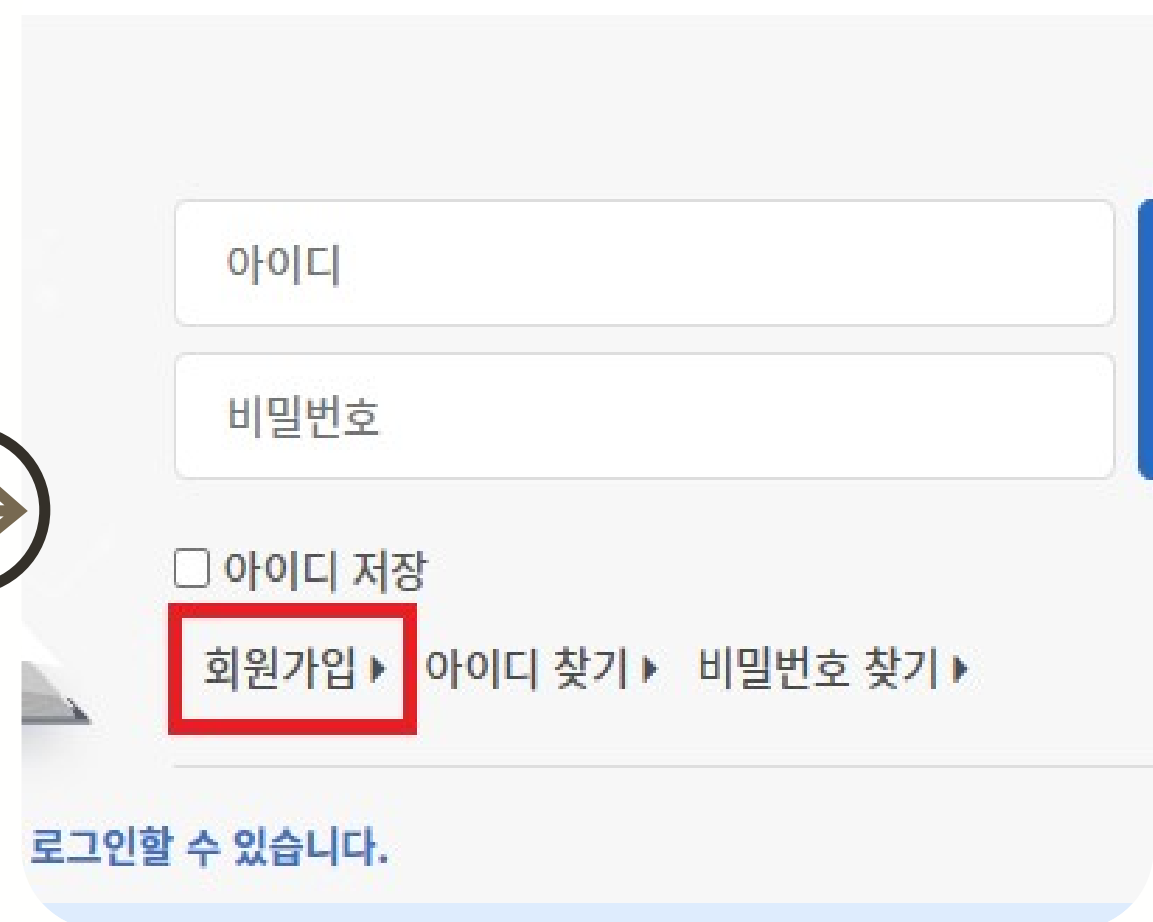 아이디
비밀번호
아이디 저장
회원가입 아이디 찾기 비밀번호 찾기
로그인할 수 있습니다.